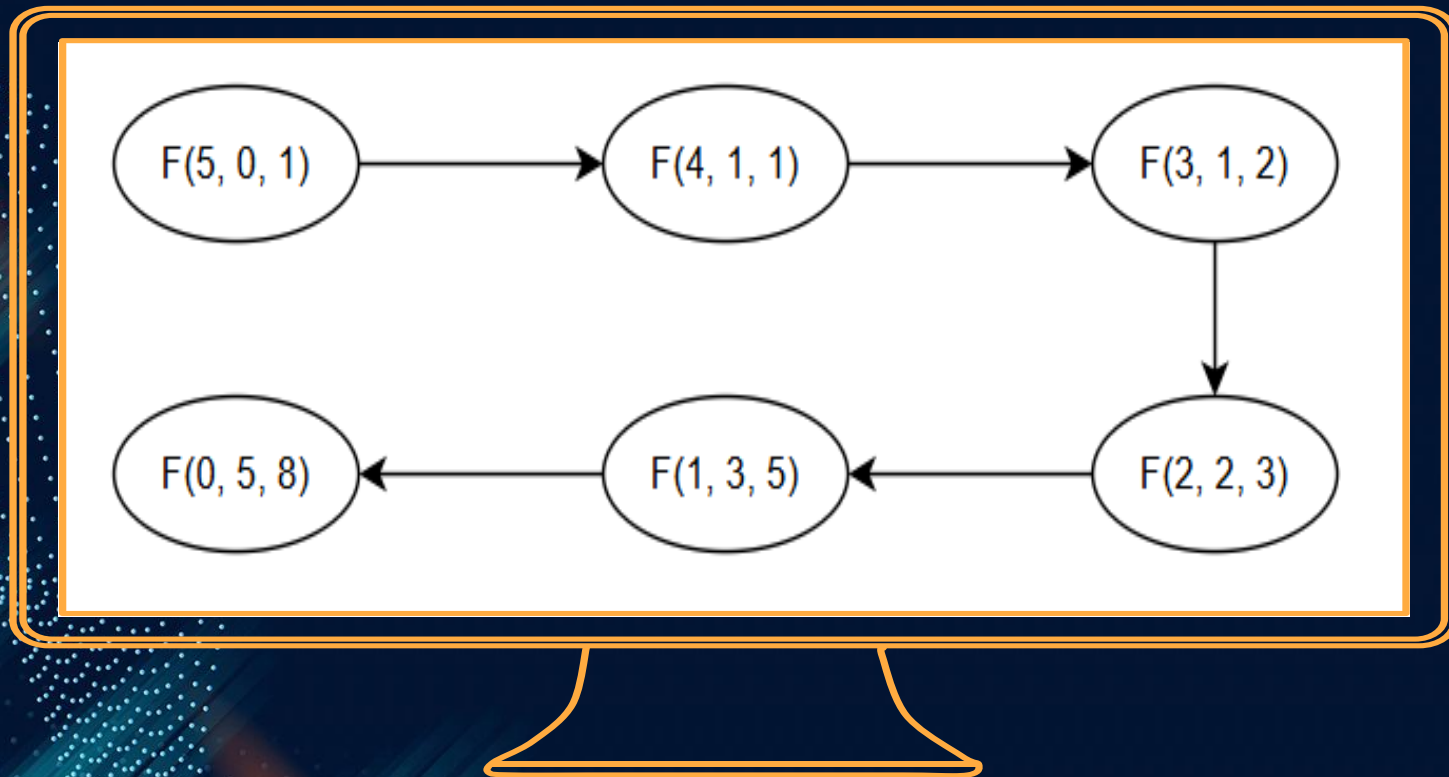 F(5, 0, 1)
F(4, 1, 1)
F(3, 1, 2)
F(0, 5, 8)
F(1, 3, 5)
F(2, 2, 3)